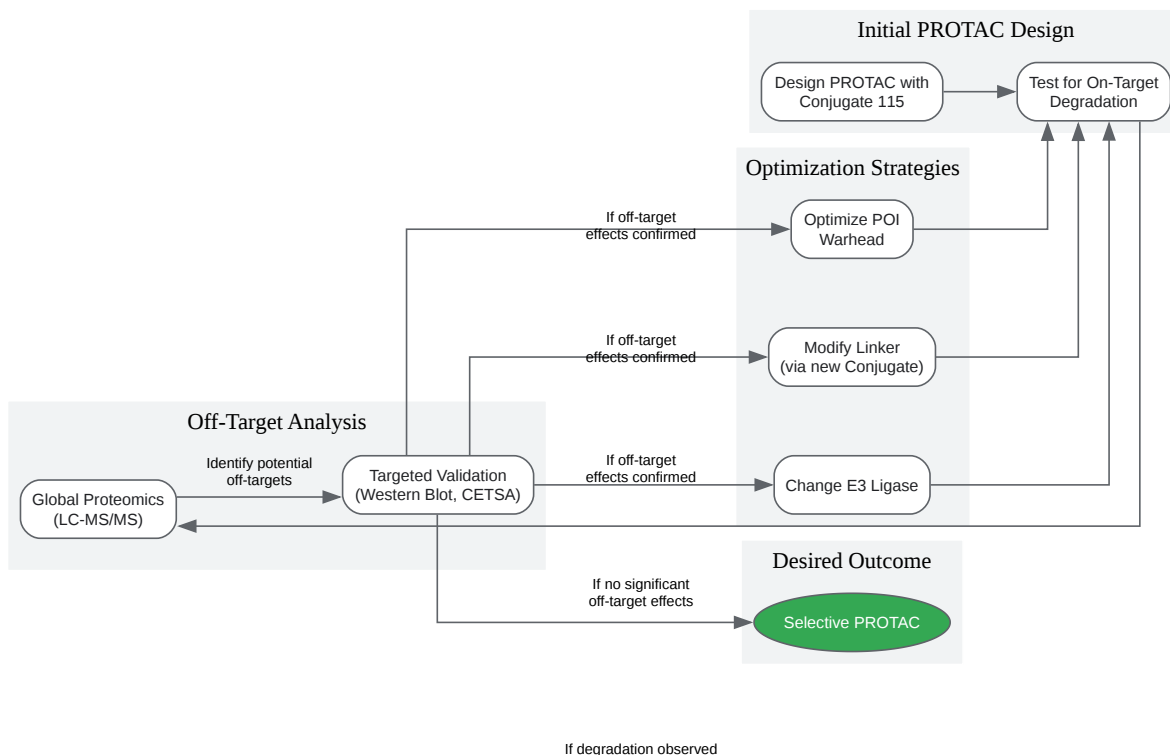 Initial PROTAC Design
Design PROTAC with
Conjugate 115
Test for On-Target
Degradation
Optimization Strategies
If off-target
effects confirmed
Optimize POI
Warhead
If off-target
effects confirmed
Modify Linker
(via new Conjugate)
Off-Target Analysis
Identify potential
off-targets
Global Proteomics
(LC-MS/MS)
Targeted Validation
(Western Blot, CETSA)
If off-target
effects confirmed
Change E3 Ligase
Desired Outcome
If no significant
off-target effects
Selective PROTAC
If degradation observed